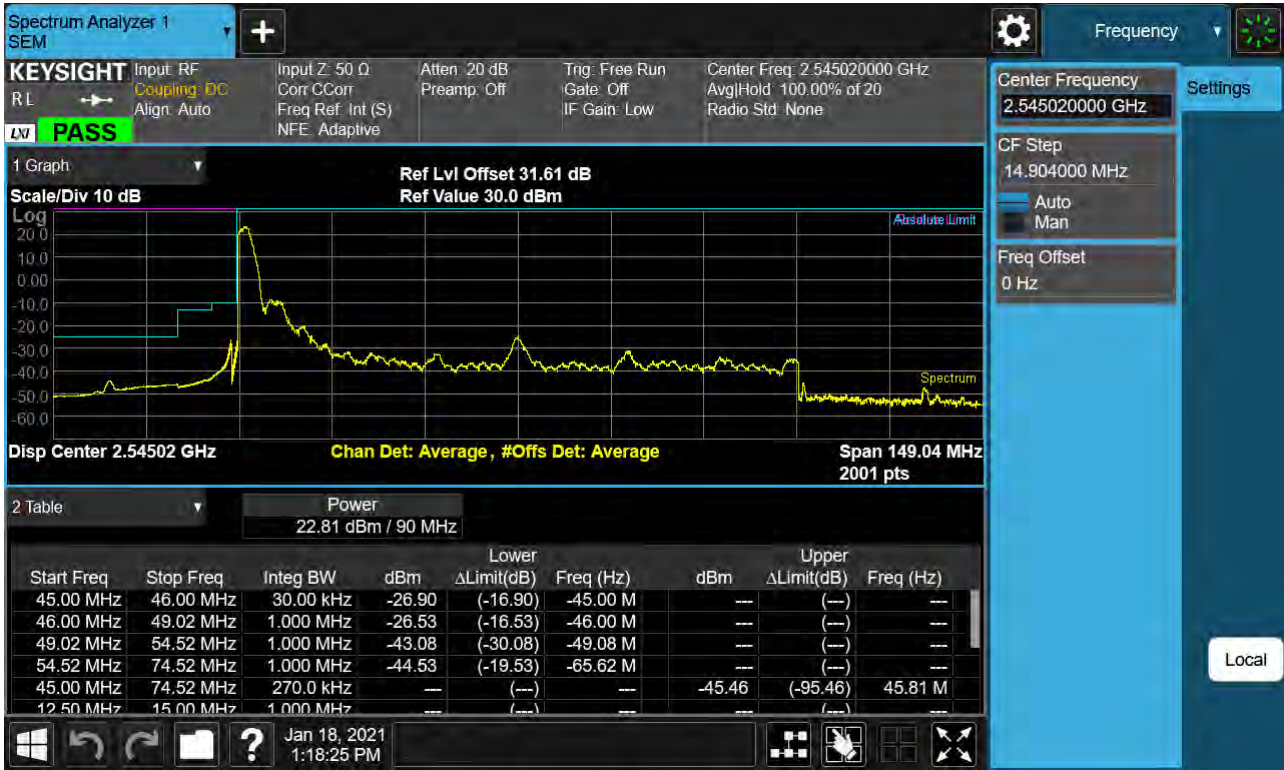 Spectrum Analyzer 1
SEM
Frequency
KEYSIGHT
RL
LXI
PASS
Input: RF
Coupling: DC
Align: Auto
Input Z: 50 Ω
Corr CCorr
Freq Ref: Int (S)
NFE: Adaptive
Atten: 20 dB
Preamp: Off
Trig: Free Run
Gate: Off
IF Gain: Low
Center Freq: 2.545020000 GHz
Avg|Hold: 100.00% of 20
Radio Std: None
Center Frequency
2.545020000 GHz
Settings
CF Step
14.904000 MHz
Auto
Man
Freq Offset
0 Hz
Local
1 Graph
Scale/Div 10 dB
Ref Lvl Offset 31.61 dB
Ref Value 30.0 dBm
Log
20.0
10.0
0.00
-10.0
-20.0
-30.0
-40.0
-50.0
-60.0
Limit
Spectrum
Disp Center 2.54502 GHz
Chan Det: Average, #Offs Det: Average
Span 149.04 MHz
2001 pts
2 Table
Power
22.81 dBm / 90 MHz
Lower Upper
Start Freq Stop Freq Integ BW dBm ΔLimit(dB) Freq (Hz) dBm ΔLimit(dB) Freq (Hz)
45.00 MHz 46.00 MHz 30.00 kHz -26.90 (-16.90) -45.00 M --- (---) ---
46.00 MHz 49.02 MHz 1.000 MHz -26.53 (-16.53) -46.00 M --- (---) ---
49.02 MHz 54.52 MHz 1.000 MHz -43.08 (-30.08) -49.08 M --- (---) ---
54.52 MHz 74.52 MHz 1.000 MHz -44.53 (-19.53) -65.62 M --- (---) ---
45.00 MHz 74.52 MHz 270.0 kHz --- (---) --- -45.46 (-95.46) 45.81 M
12.50 MHz 15.00 MHz 1.000 MHz --- (---) --- --- (---) ---
?
Jan 18, 2021
1:18:25 PM